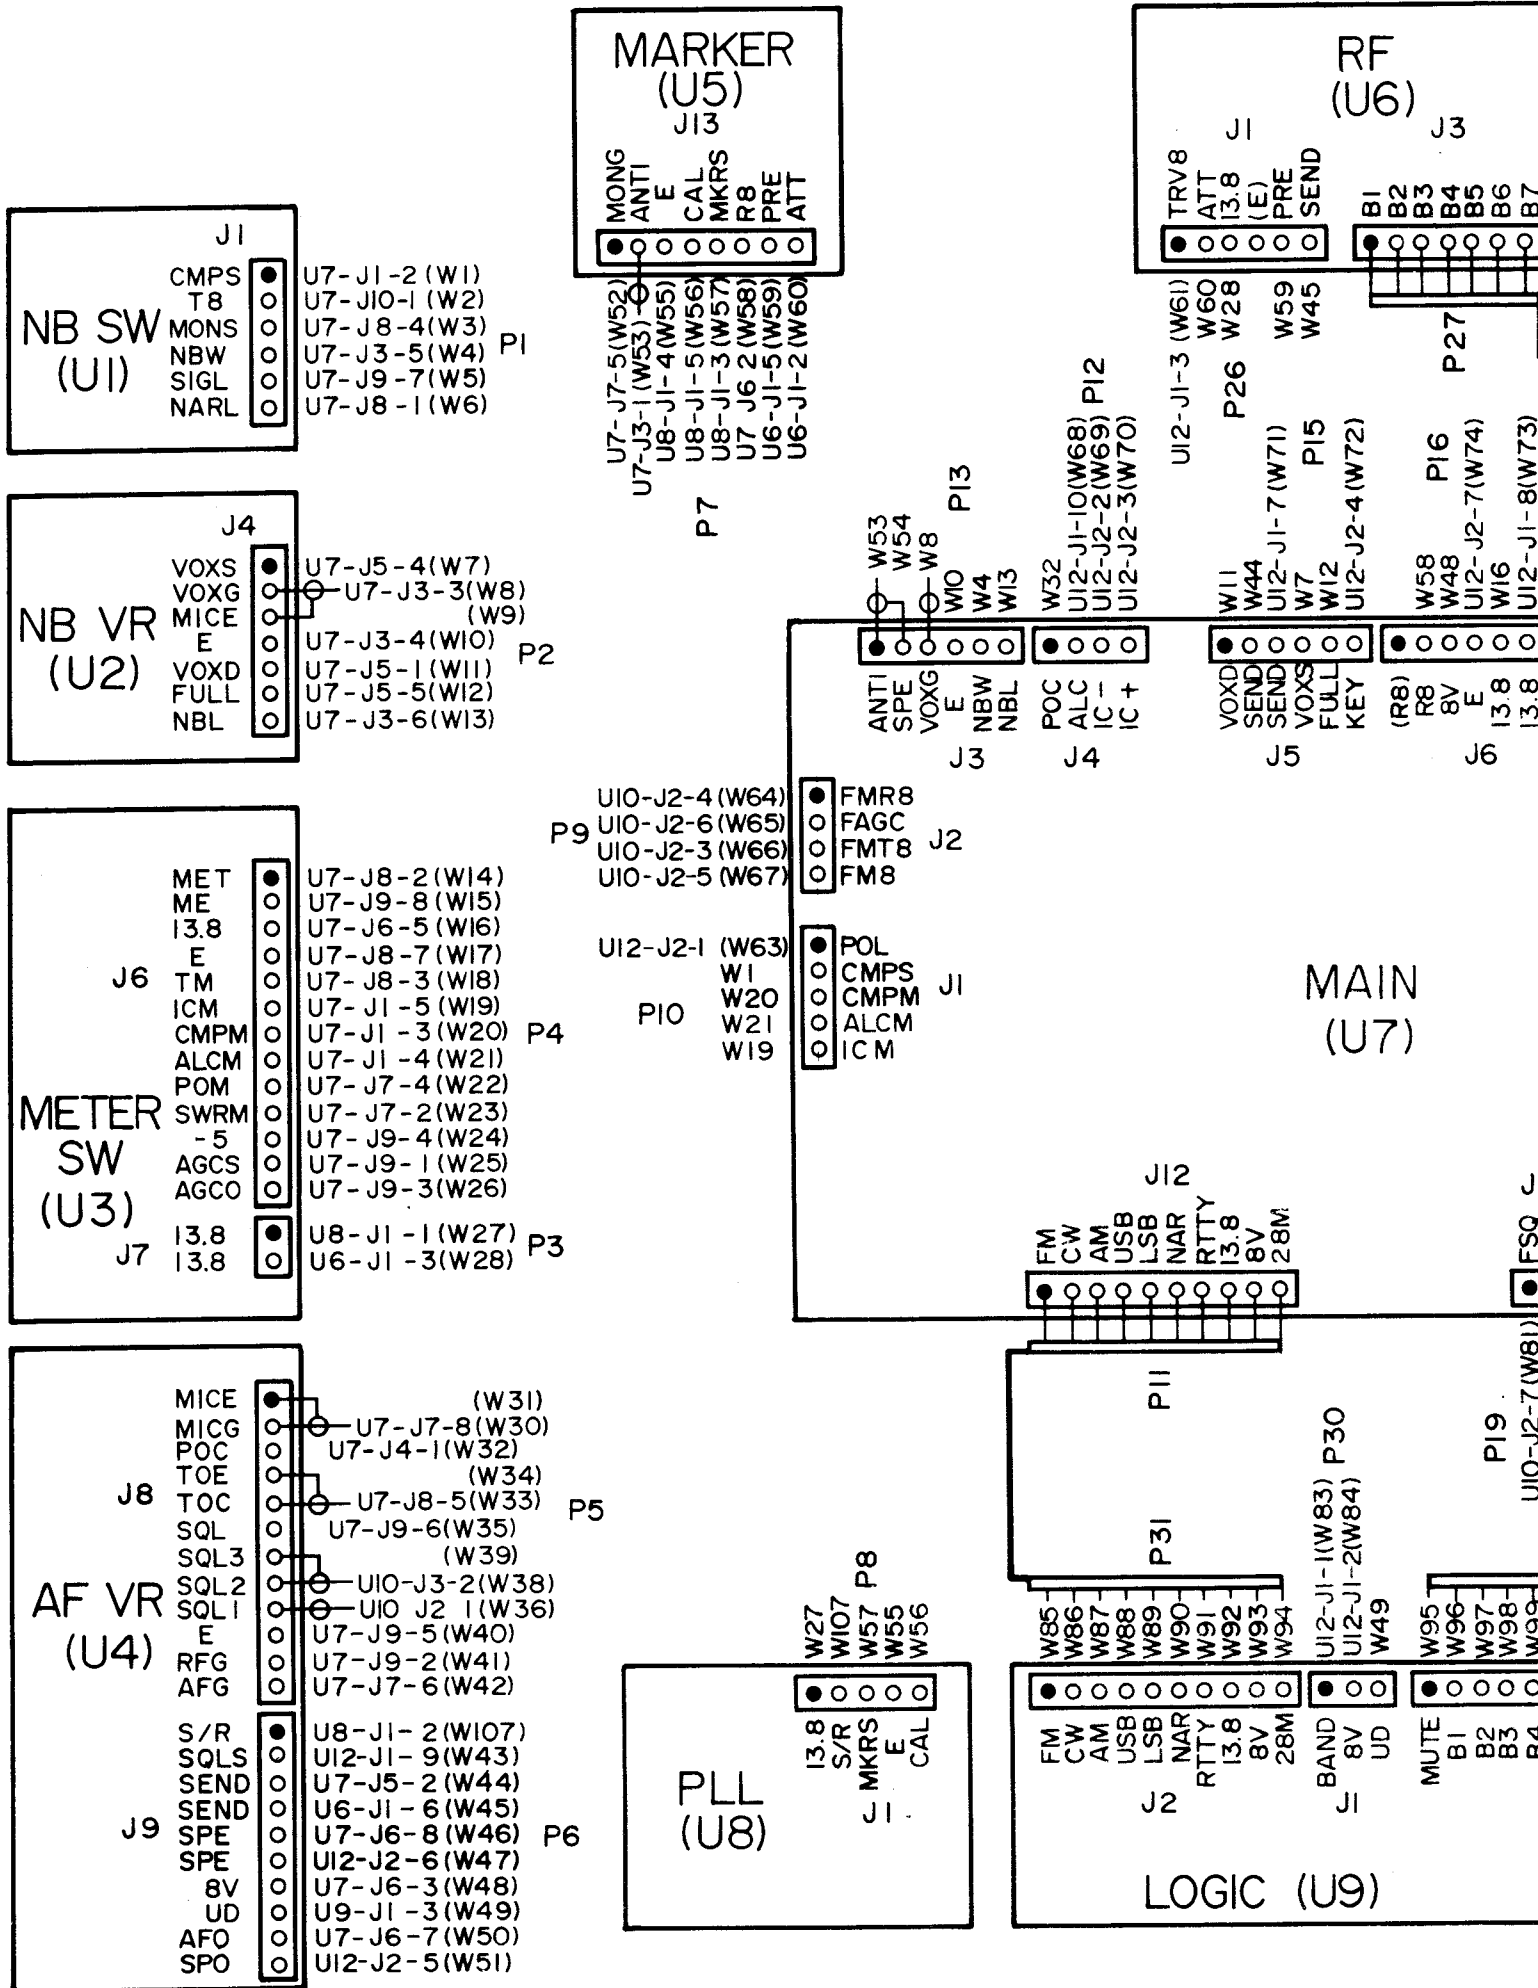 MARKER
(U5)
J13
MONG
ANTI
E
CAL
MKRS
R8
PRE
ATT
U7-J7-5(W52)
U7-J3-1(W53)
U8-J1-4(W55)
U8-J1-5(W56)
U8-J1-3(W57)
U7 J6 2(W58)
U6-J1-5(W59)
U6-J1-2(W60)
P7
RF
(U6)
J1
TRV8
ATT
13.8
(E)
PRE
SEND
U12-J1-3 (W61)
W60
W28
W59
W45
P26
J3
B1
B2
B3
B4
B5
B6
B7
P27
NB SW
(U1)
J1
CMPS U7-J1-2(W1)
T8 U7-J10-1(W2)
MONS U7-J8-4(W3)
NBW U7-J3-5(W4)
SIGL U7-J9-7(W5)
NARL U7-J8-1(W6)
P1
NB VR
(U2)
J4
VOXS U7-J5-4(W7)
VOXG U7-J3-3(W8)
MICE (W9)
E U7-J3-4(W10)
VOXD U7-J5-1(W11)
FULL U7-J5-5(W12)
NBL U7-J3-6(W13)
P2
METER
SW
(U3)
J6
MET U7-J8-2(W14)
ME U7-J9-8(W15)
13.8 U7-J6-5(W16)
E U7-J8-7(W17)
TM U7-J8-3(W18)
ICM U7-J1-5(W19)
CMPM U7-J1-3(W20)
ALCM U7-J1-4(W21)
POM U7-J7-4(W22)
SWRM U7-J7-2(W23)
-5 U7-J9-4(W24)
AGCS U7-J9-1(W25)
AGCO U7-J9-3(W26)
P4
J7
13.8 U8-J1-1(W27)
13.8 U6-J1-3(W28)
P3
AF VR
(U4)
J8
MICE (W31)
MICG U7-J7-8(W30)
POC U7-J4-1(W32)
TOE (W34)
TOC U7-J8-5(W33)
SQL U7-J9-6(W35)
SQL3 (W39)
SQL2 U10-J3-2(W38)
SQL1 U10 J2 1(W36)
E U7-J9-5(W40)
RFG U7-J9-2(W41)
AFG U7-J7-6(W42)
P5
J9
S/R U8-J1-2(W107)
SQLS U12-J1-9(W43)
SEND U7-J5-2(W44)
SEND U6-J1-6(W45)
SPE U7-J6-8(W46)
SPE U12-J2-6(W47)
8V U7-J6-3(W48)
UD U9-J1-3(W49)
AFO U7-J6-7(W50)
SPO U12-J2-5(W51)
P6
MAIN
(U7)
W53
W54
W8
W10
W4
W13
P13
ANTI
SPE
VOXG
E
NBW
NBL
J3
W32
U12-J1-10(W68)
U12-J2-2(W69)
U12-J2-3(W70)
P12
POC
ALC
IC-
IC+
J4
W11
W44
U12-J1-7(W71)
W7
W12
U12-J2-4(W72)
P15
VOXD
SEND
SEND
VOXS
FULL
KEY
J5
W58
W48
U12-J2-7(W74)
W16
U12-J1-8(W73)
P16
(R8)
R8
8V
E
13.8
13.8
J6
P9
U10-J2-4(W64) FMR8
U10-J2-6(W65) FAGC
U10-J2-3(W66) FMT8
U10-J2-5(W67) FM8
J2
P10
U12-J2-1 (W63) POL
W1 CMPS
W20 CMPM
W21 ALCM
W19 ICM
J1
J12
FM
CW
AM
USB
LSB
NAR
RTTY
13.8
8V
28M
P11
FSQ
U10-J2-7(W81)
P19
PLL
(U8)
W27
W107
W57
W55
W56
P8
13.8
S/R
MKRS
E
CAL
J1
LOGIC (U9)
P31
W85
W86
W87
W88
W89
W90
W91
W92
W93
W94
FM
CW
AM
USB
LSB
NAR
RTTY
13.8
8V
28M
J2
U12-J1-1(W83)
U12-J1-2(W84)
W49
P30
BAND
8V
UD
J1
W95
W96
W97
W98
W99
MUTE
B1
B2
B3
B4